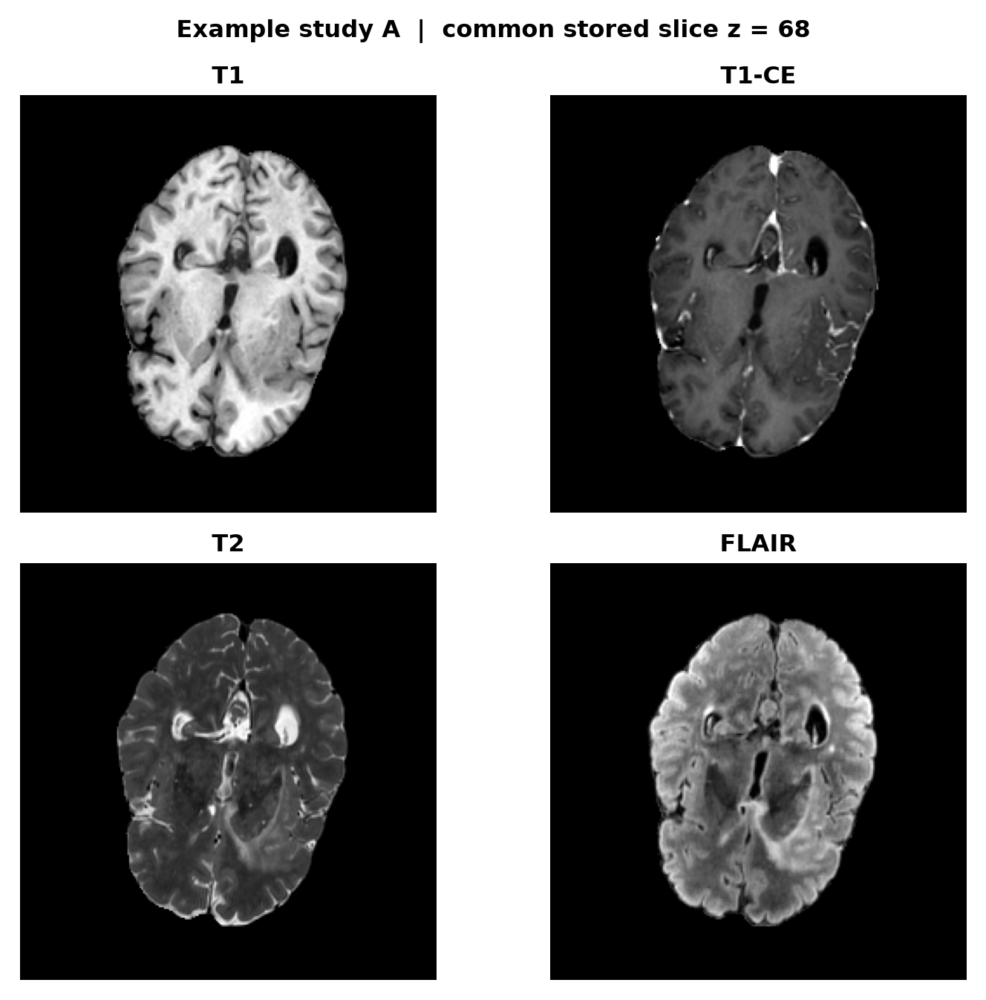 Example study A | common stored slice z = 68
T1
T1-CE
T2
FLAIR